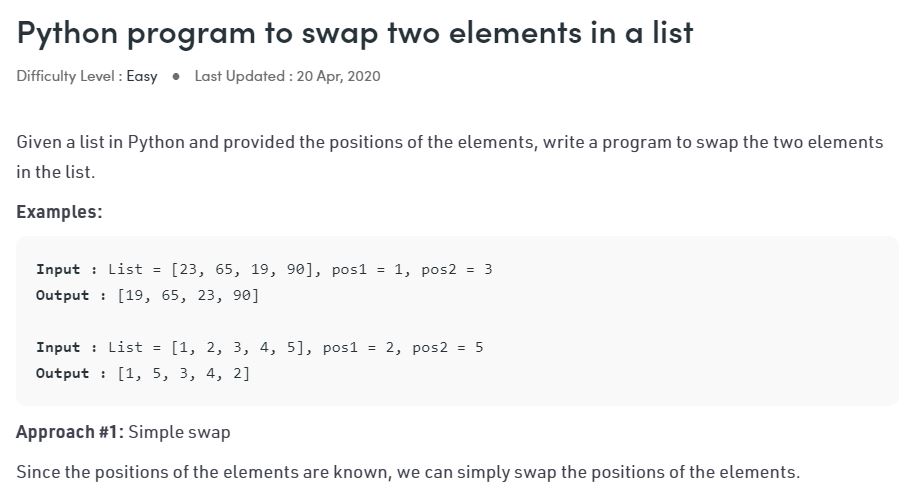 Python program to swap two elements in a list
Difficulty Level : Easy ● Last Updated : 20 Apr, 2020
Given a list in Python and provided the positions of the elements, write a program to swap the two elements
in the list.
Examples:
Input : List = [23, 65, 19, 90], pos1 = 1, pos2 = 3
Output : [19, 65, 23, 90]
Input : List = [1, 2, 3, 4, 5], pos1 = 2, pos2 = 5
Output : [1, 5, 3, 4, 2]
Approach #1: Simple swap
Since the positions of the elements are known, we can simply swap the positions of the elements.